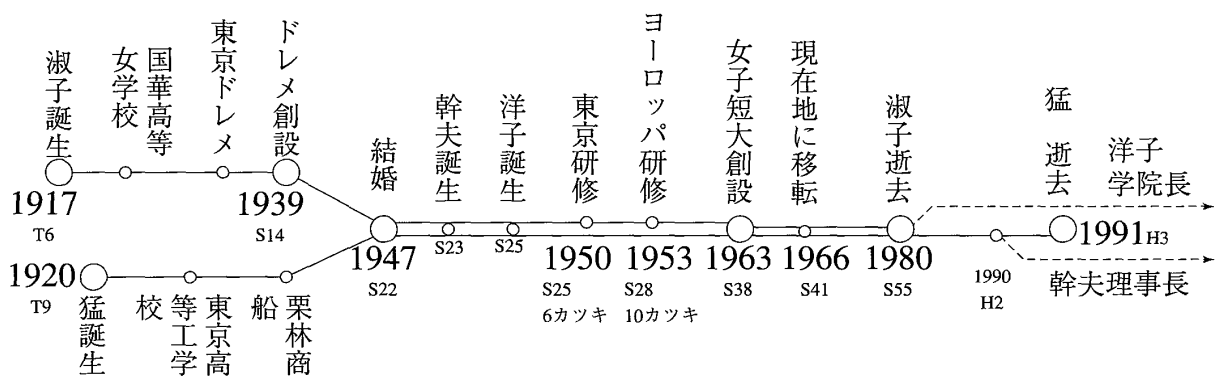 淑子誕生
1917
T6
国華高等
女学校
東京ドレメ
ドレメ創設
1939
S14
1920
T9
猛誕生
東京高
等工学
校
栗林商
船
結婚
1947
S22
幹夫誕生
S23
洋子誕生
S25
東京研修
1950
S25
6カツキ
ヨーロッパ研修
1953
S28
10カツキ
女子短大創設
1963
S38
現在地に移転
1966
S41
淑子逝去
1980
S55
1990
H2
猛 逝去
1991 H3
洋子
学院長
幹夫理事長